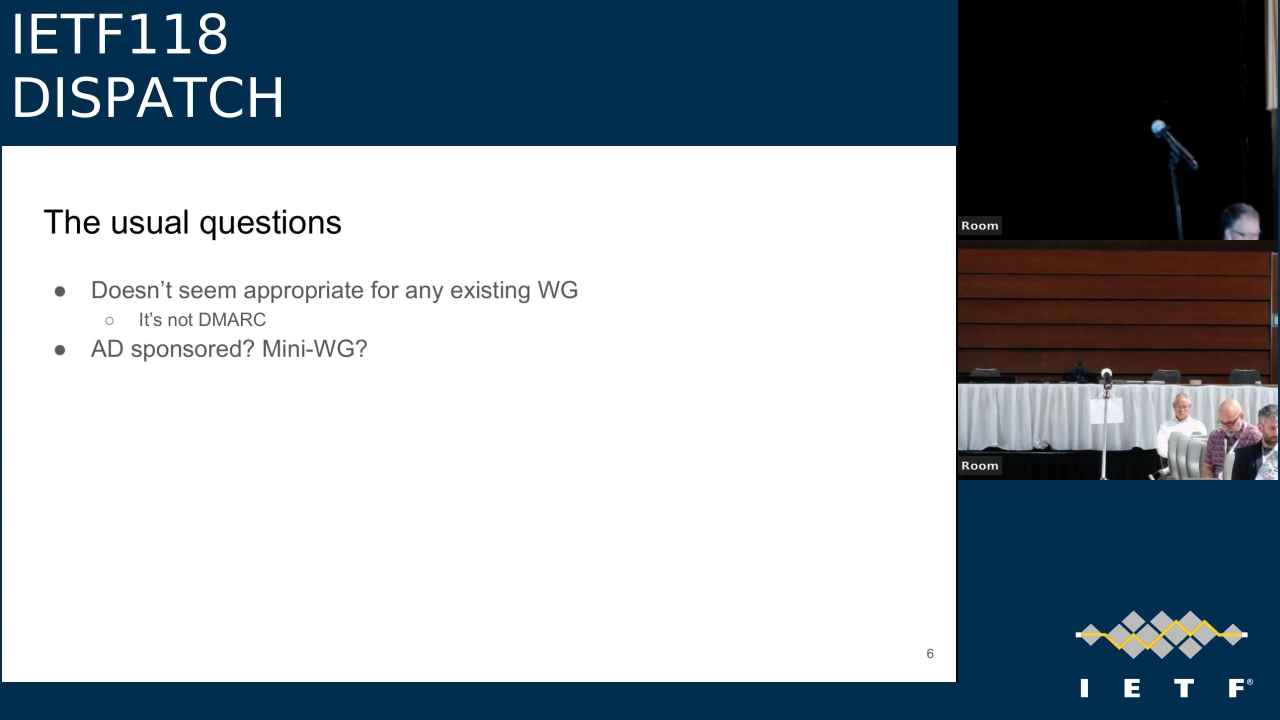 IETF118
DISPATCH
The usual questions
● Doesn’t seem appropriate for any existing WG
○ It’s not DMARC
● AD sponsored? Mini-WG?
6
Room
Room
I E T F®